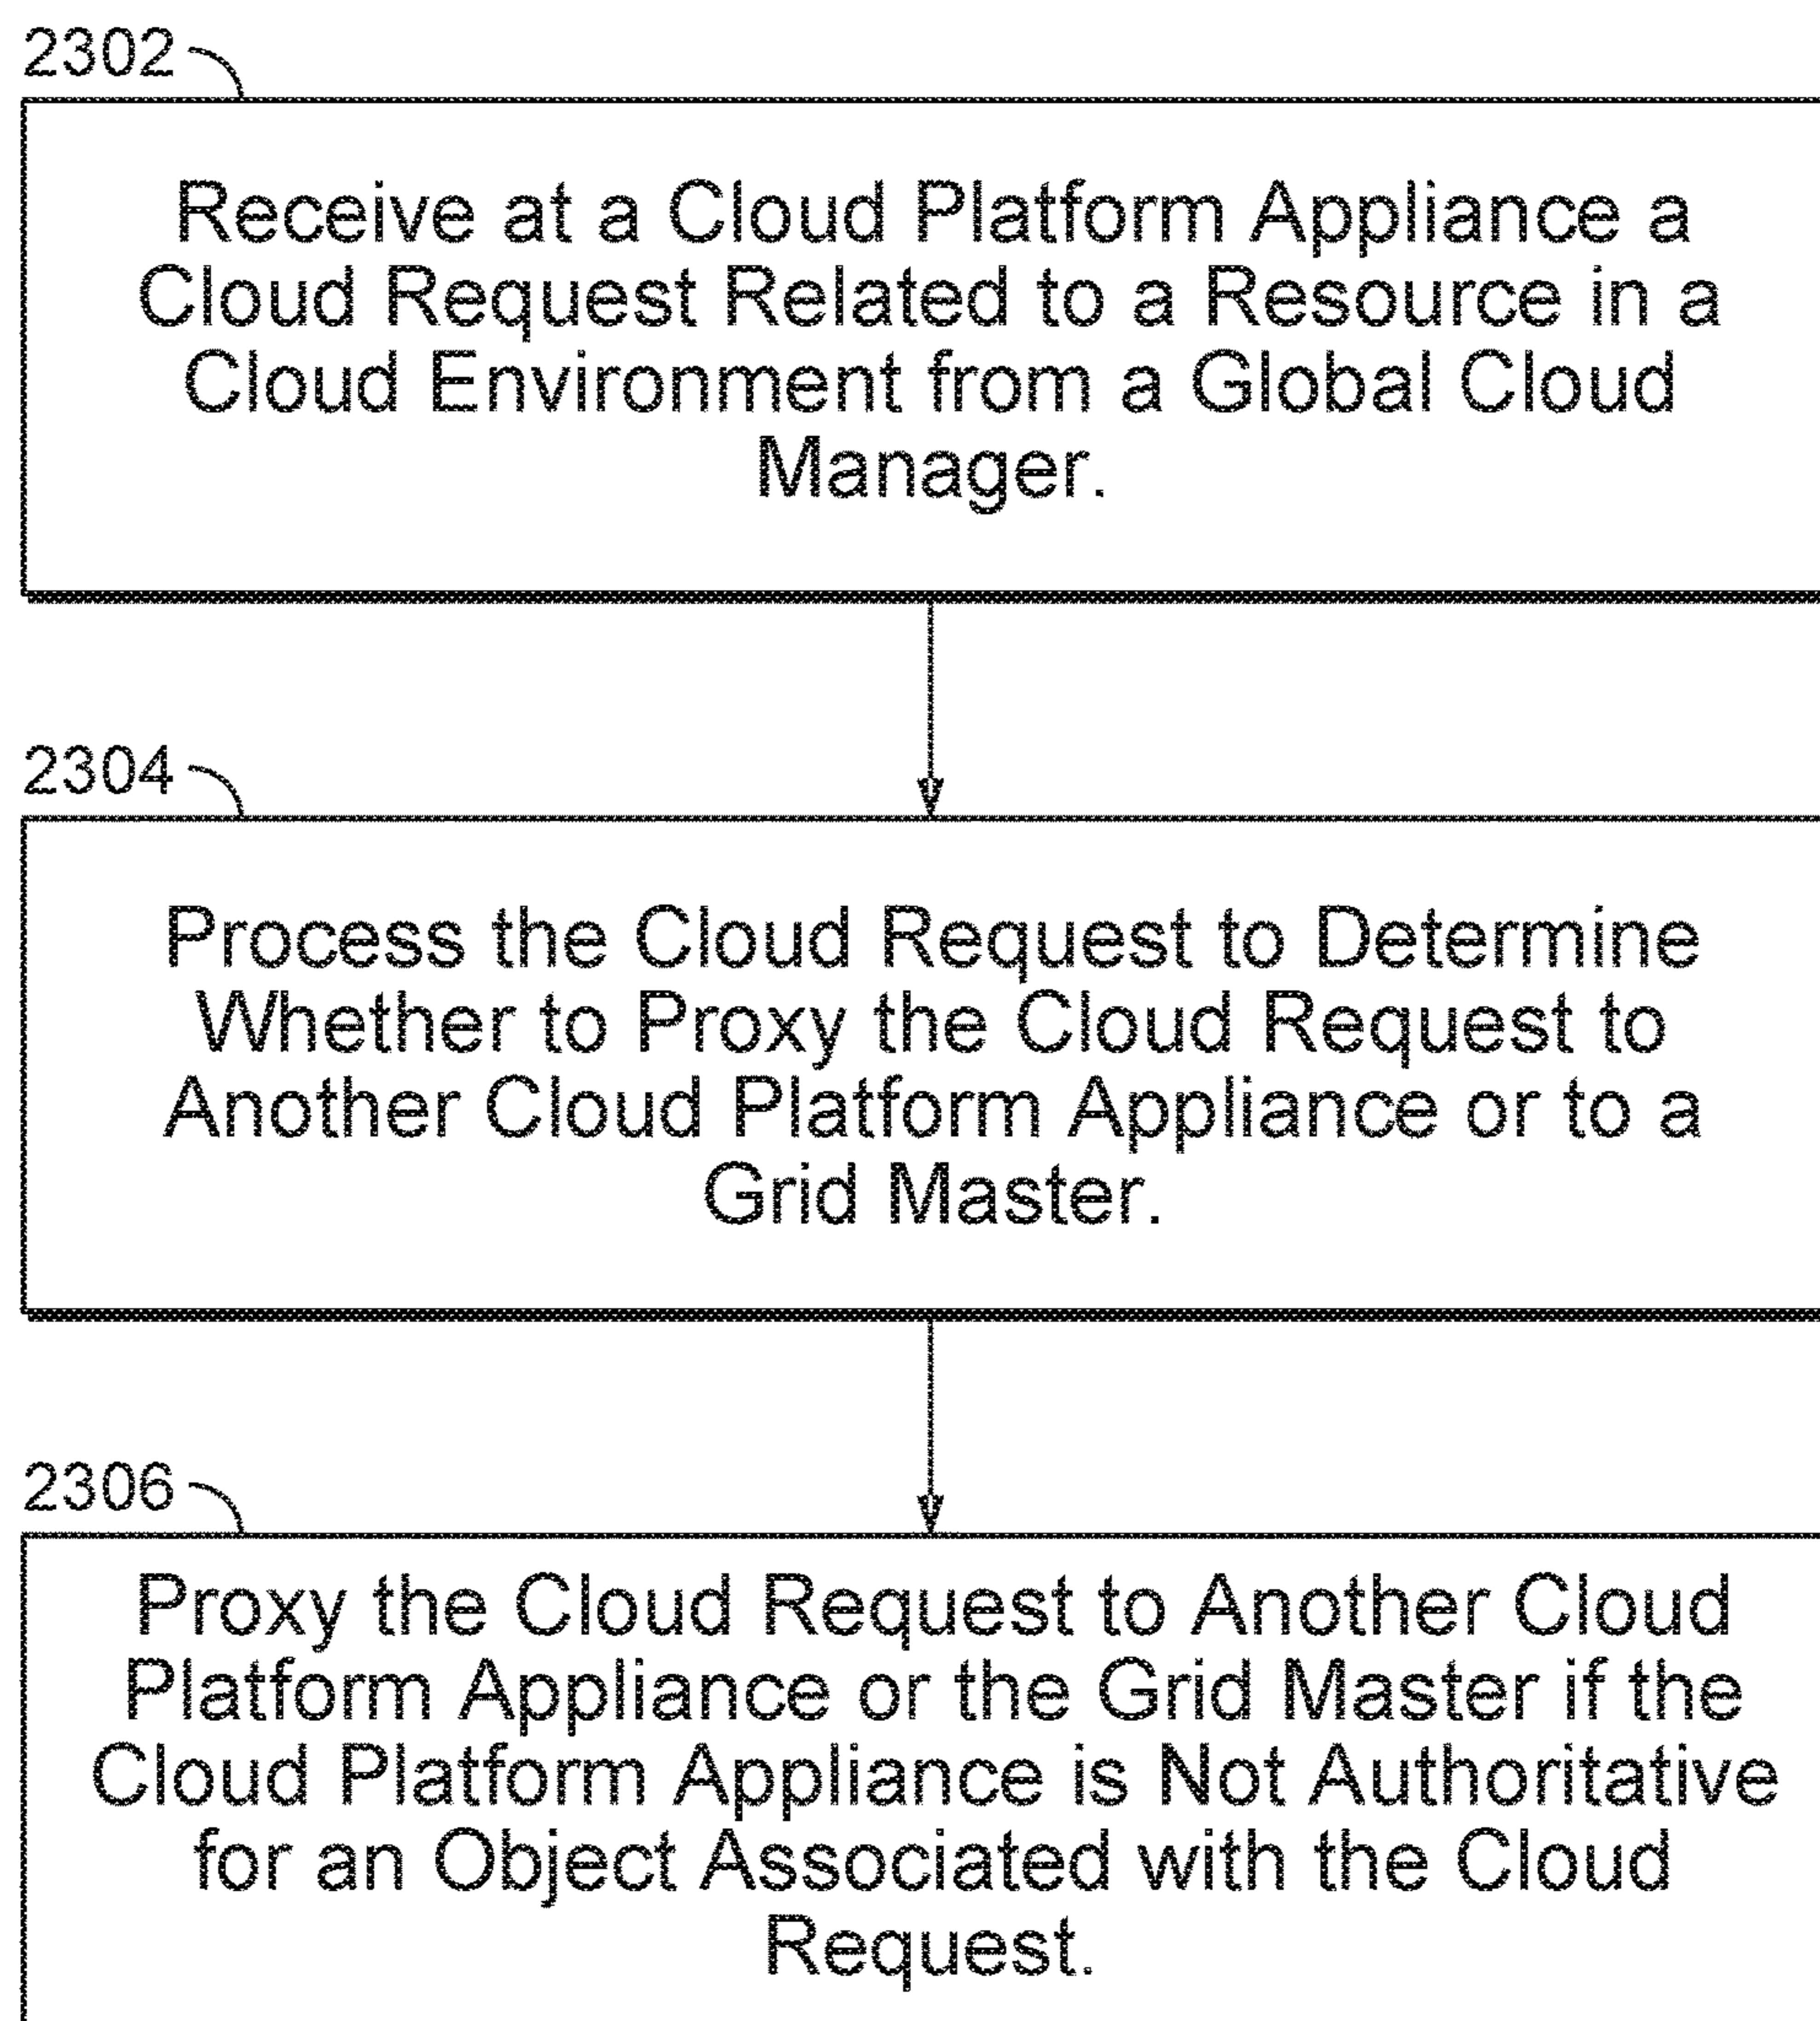 2302
Receive at a Cloud Platform Appliance a
Cloud Request Related to a Resource in a
Cloud Environment from a Global Cloud
Manager.
2304
Process the Cloud Request to Determine
Whether to Proxy the Cloud Request to
Another Cloud Platform Appliance or to a
Grid Master.
2306
Proxy the Cloud Request to Another Cloud
Platform Appliance or the Grid Master if the
Cloud Platform Appliance is Not Authoritative
for an Object Associated with the Cloud
Request.